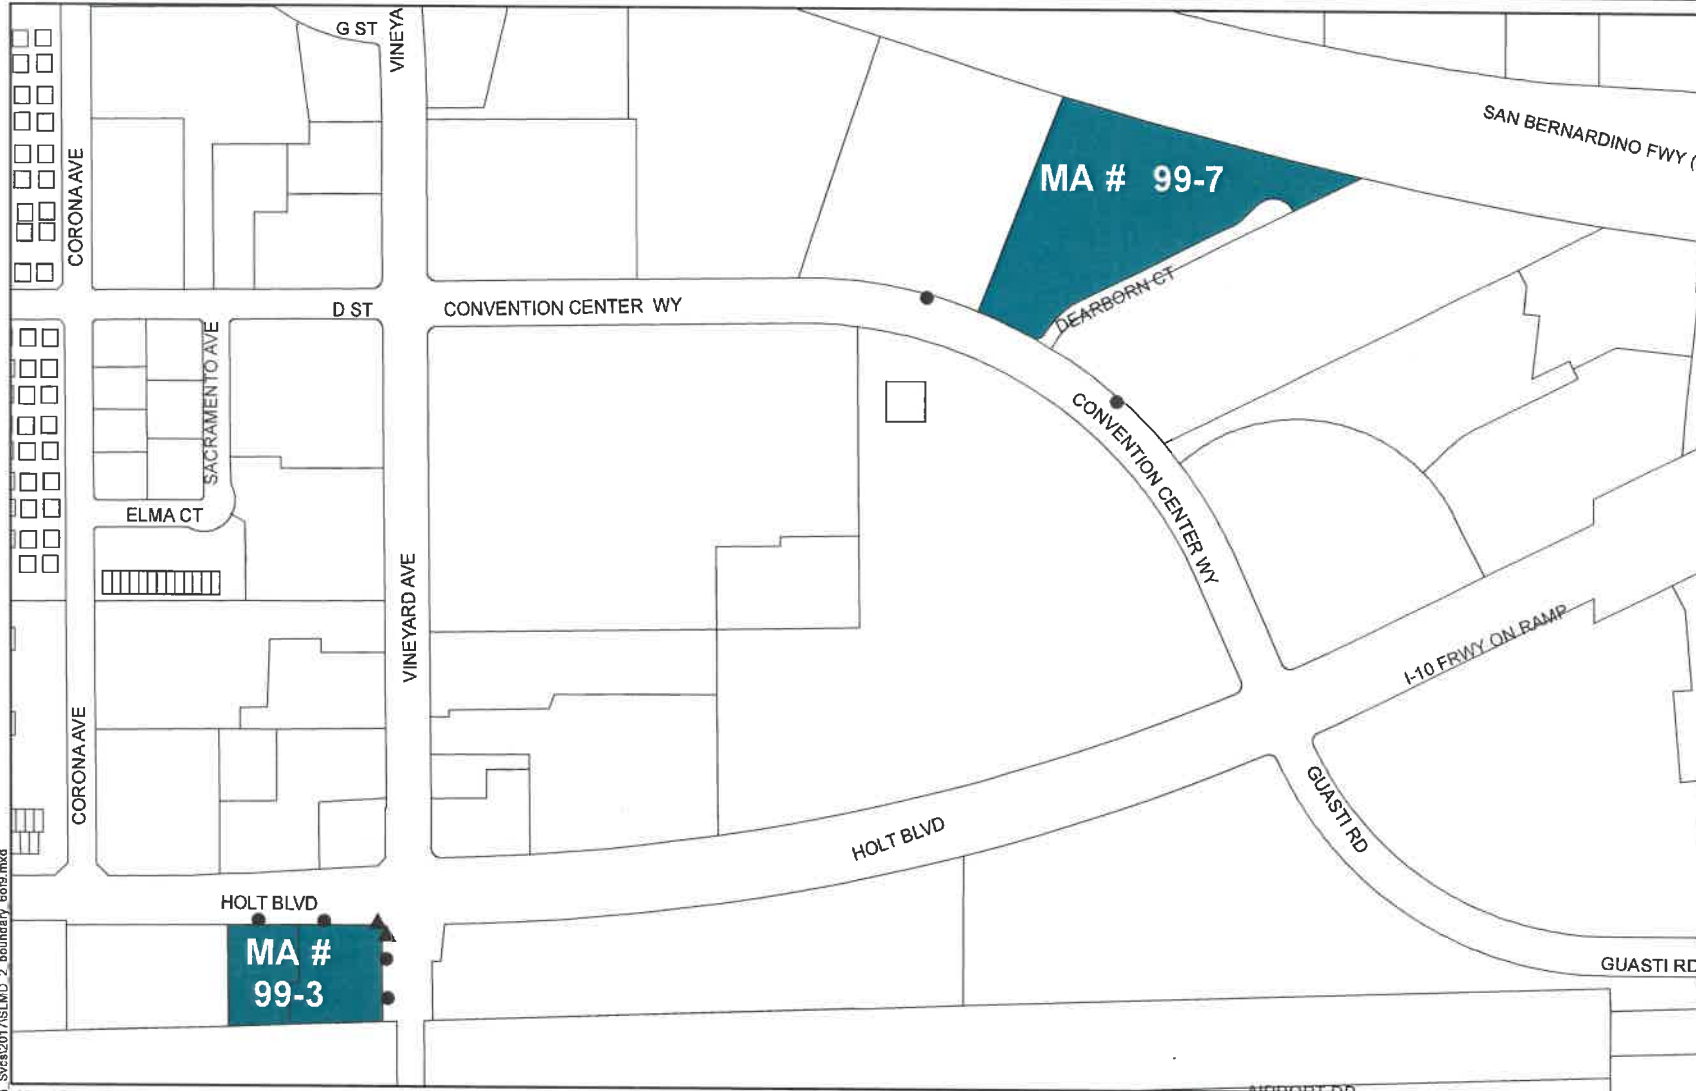 G ST
VINEYA
SAN BERNARDINO FWY (
CORONA AVE
MA # 99-7
DEARBORN CT
D ST
CONVENTION CENTER WY
SACRAMENTO AVE
CONVENTION CENTER WY
ELMA CT
VINEYARD AVE
I-10 FRWY ON RAMP
CORONA AVE
GUASTI RD
HOLT BLVD
HOLT BLVD
MA #
99-3
GUASTI RD